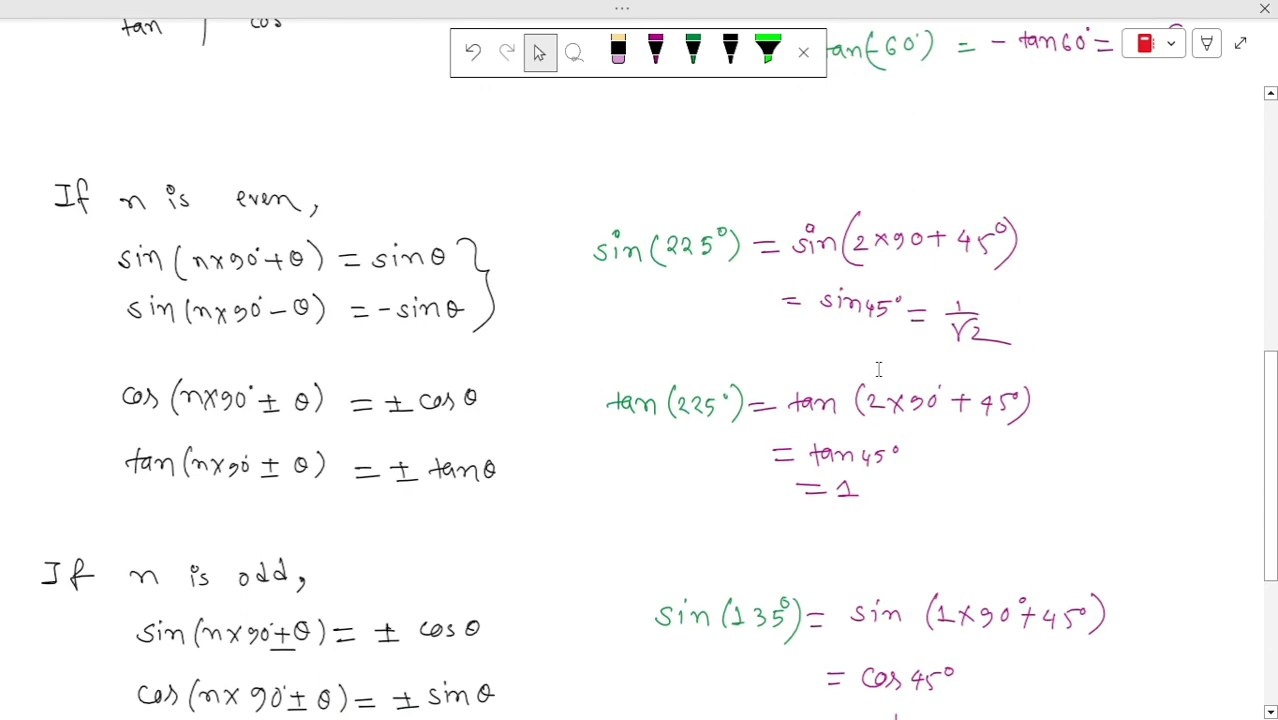 tan | cos
tan(-60°) = - tan60° =
If n is even,
sin(n×90°+θ) = sinθ
sin(n×90°-θ) = -sinθ
cos(n×90°±θ) = ±cosθ
tan(n×90°±θ) = ± tanθ
sin(225°) = sin(2×90+45°)
= sin45° = 1/√2
tan(225°) = tan(2×90°+45°)
= tan45°
= 1
If n is odd,
sin(n×90°±θ) = ± cosθ
cos(n×90°±θ) = ± sinθ
sin(135°) = sin(1×90°+45°)
= cos45°